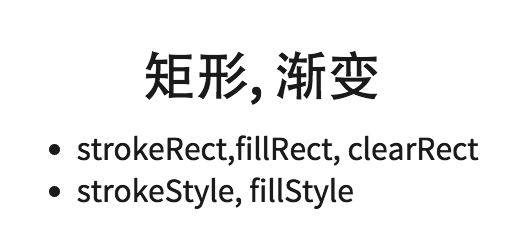 矩形, 渐变
• strokeRect,fillRect, clearRect
• strokeStyle, fillStyle